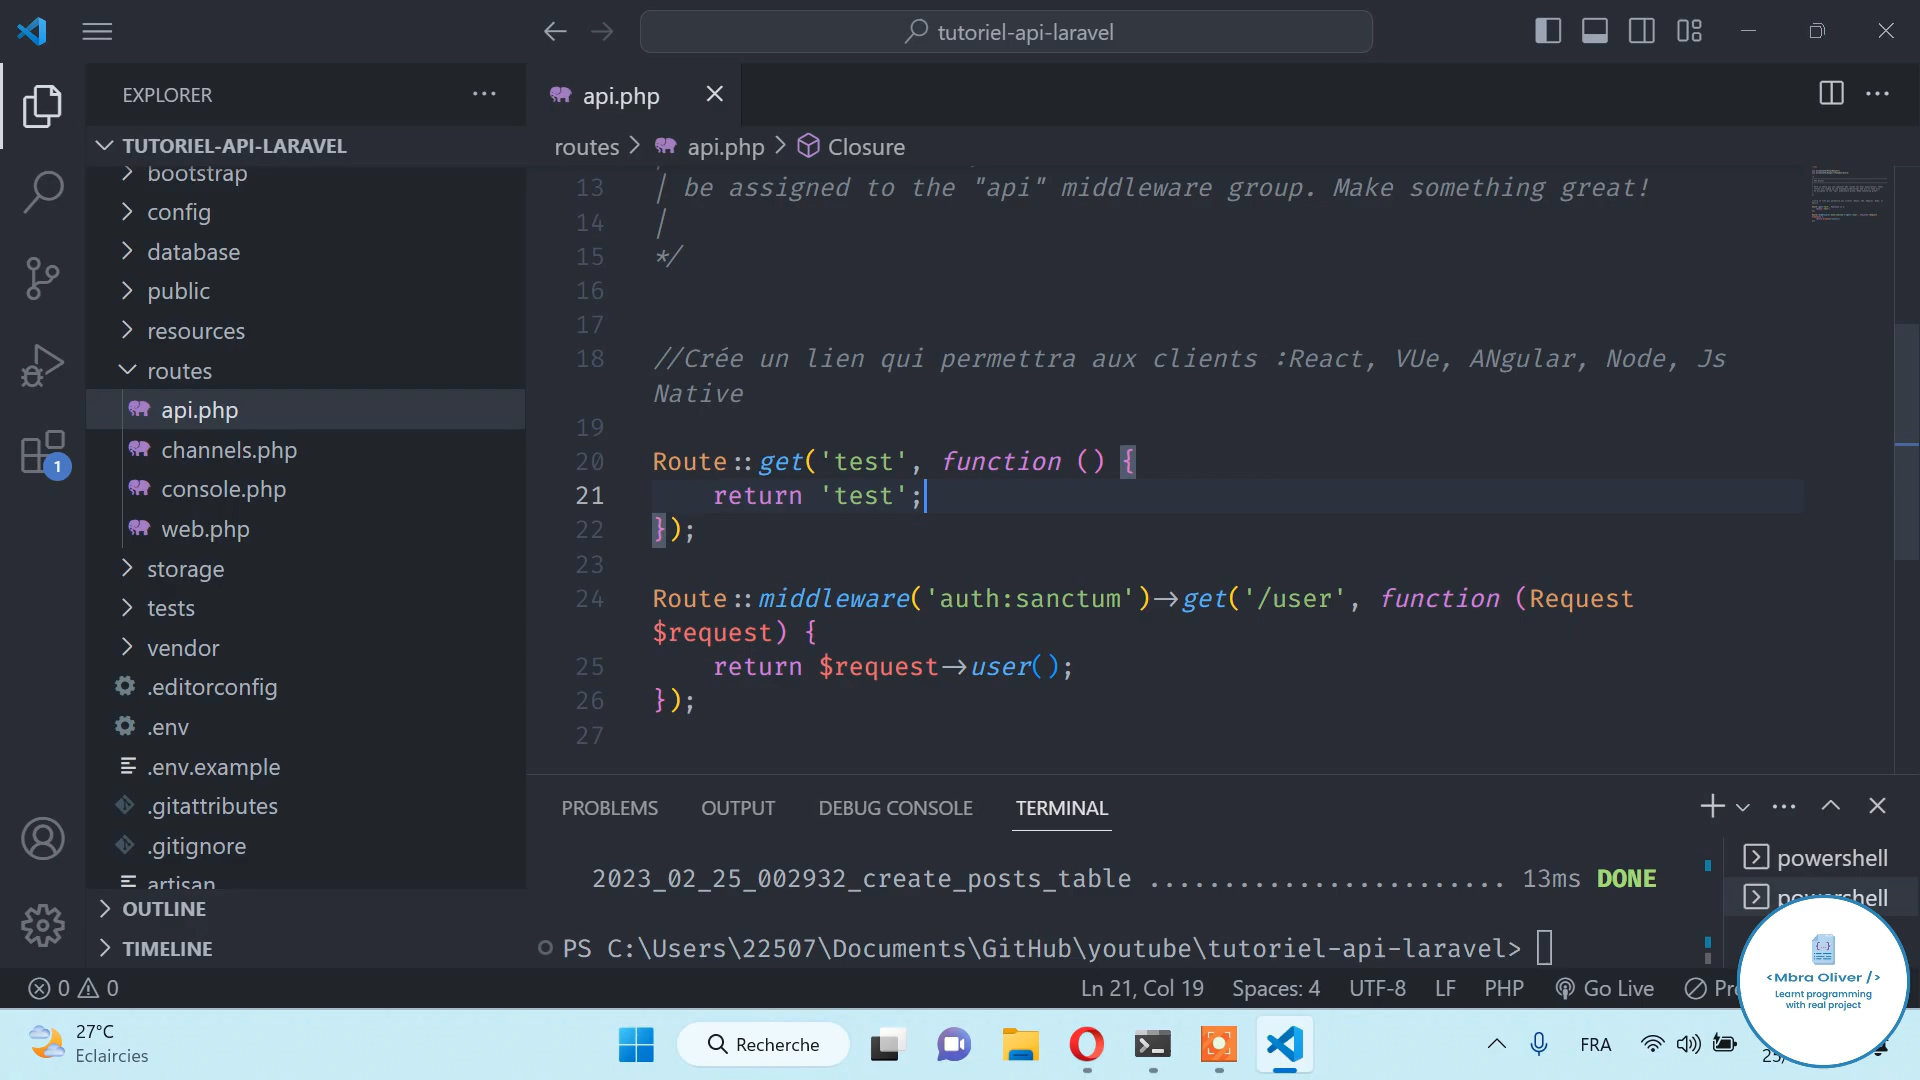 tutoriel-api-laravel
EXPLORER
api.php
TUTORIEL-API-LARAVEL
routes > api.php > Closure
bootstrap
config
database
public
resources
routes
api.php
channels.php
console.php
web.php
storage
tests
vendor
.editorconfig
.env
.env.example
.gitattributes
.gitignore
artisan
OUTLINE
TIMELINE
1
13 | be assigned to the "api" middleware group. Make something great!
14 |
15 */
16
17
18 //Crée un lien qui permettra aux clients :React, VUe, ANgular, Node, Js
Native
19
20 Route::get('test', function () {
21     return 'test';
22 });
23
24 Route::middleware('auth:sanctum')->get('/user', function (Request
$request) {
25     return $request->user();
26 });
27
PROBLEMS OUTPUT DEBUG CONSOLE TERMINAL
2023_02_25_002932_create_posts_table ........................ 13ms DONE
PS C:\Users\22507\Documents\GitHub\youtube\tutoriel-api-laravel>
powershell
powershell
0 0 Ln 21, Col 19 Spaces: 4 UTF-8 LF PHP Go Live
<Mbra Oliver />
Learnt programming
with real project
27°C
Eclaircies
Recherche
FRA